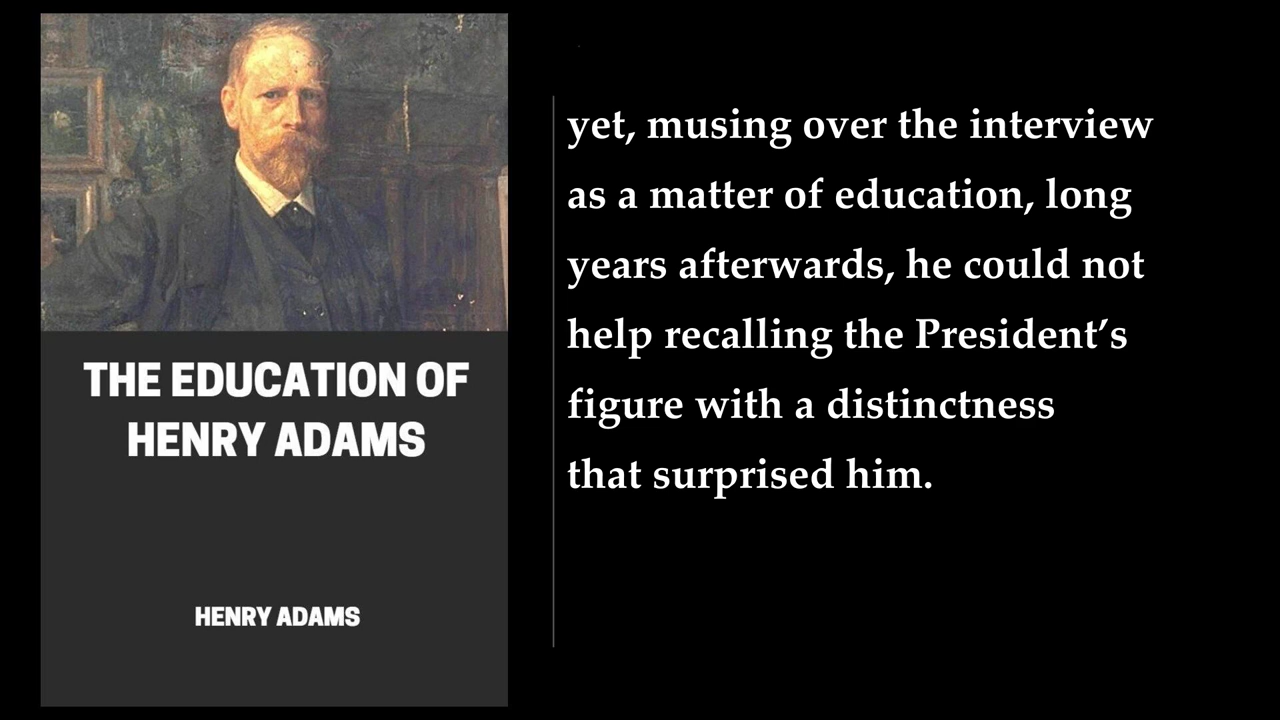 THE EDUCATION OF
HENRY ADAMS
HENRY ADAMS
yet, musing over the interview
as a matter of education, long
years afterwards, he could not
help recalling the President’s
figure with a distinctness
that surprised him.